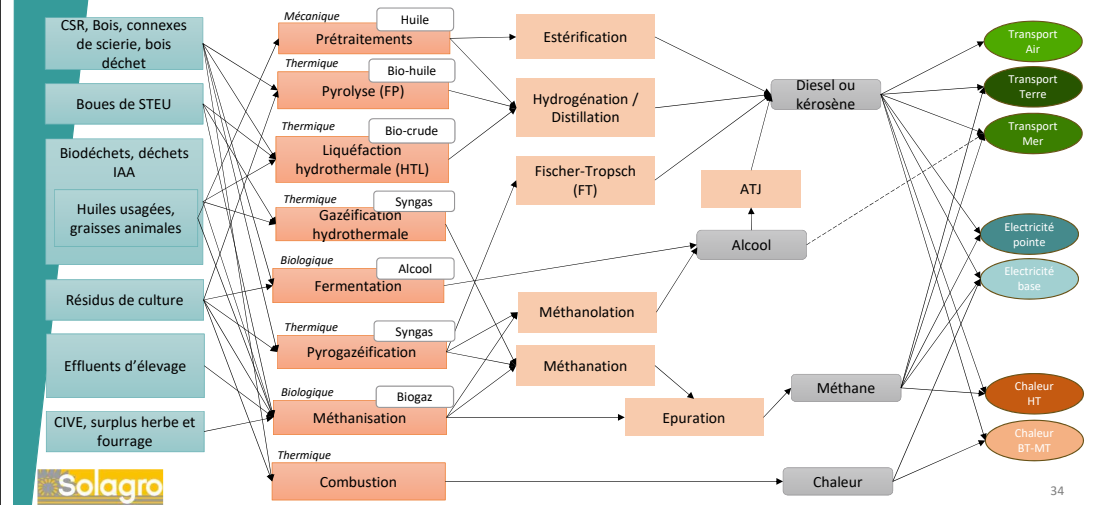 CSR, Bois, connexes
de scierie, bois
déchet
Boues de STEU
Biodéchets, déchets
IAA
Huiles usagées,
graisses animales
Résidus de culture
Effluents d'élevage
CIVE, surplus herbe et
fourrage
Mécanique
Huile
Prétraitements
Thermique
Bio-huile
Pyrolyse (FP)
Thermique
Bio-crude
Liquéfaction
hydrothermale (HTL)
Thermique
Syngas
Gazéification
hydrothermale
Biologique
Alcool
Fermentation
Thermique
Syngas
Pyrogazéification
Biologique
Biogaz
Méthanisation
Thermique
Combustion
Estérification
Hydrogénation /
Distillation
Fischer-Tropsch
(FT)
ATJ
Alcool
Méthanolation
Méthanation
Epuration
Diesel ou
kérosène
Méthane
Chaleur
Transport
Air
Transport
Terre
Transport
Mer
Electricité
pointe
Electricité
base
Chaleur
HT
Chaleur
BT-MT
Solagro
34